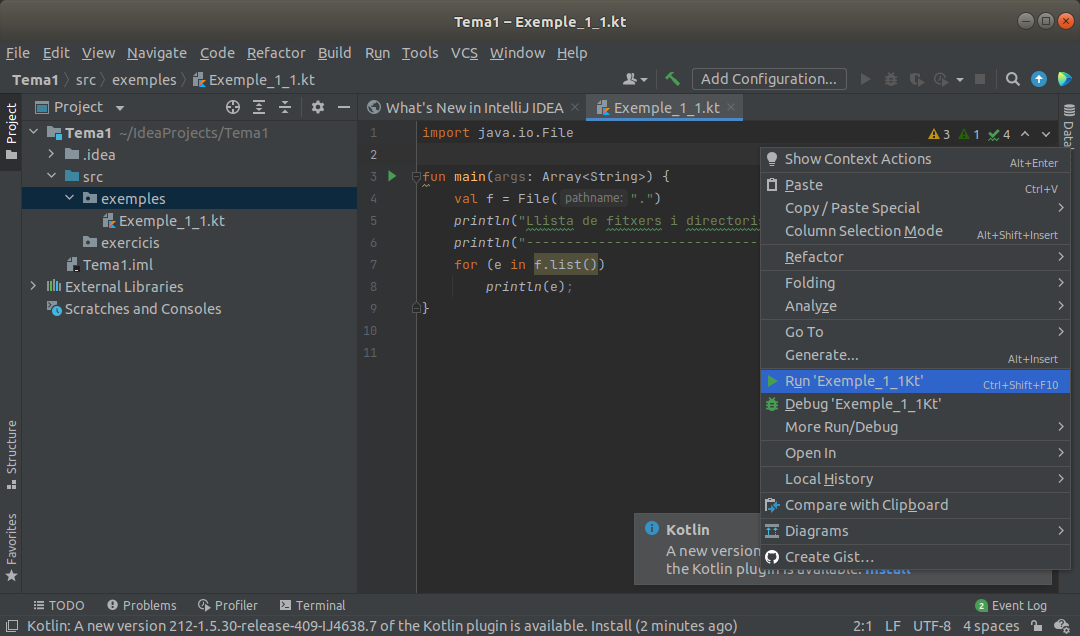 Tema1 – Exemple_1_1.kt
File Edit View Navigate Code Refactor Build Run Tools VCS Window Help
Tema1 src exemples Exemple_1_1.kt Add Configuration...
Project What's New in IntelliJ IDEA Exemple_1_1.kt
Project
Structure
Favorites
Tema1 ~/IdeaProjects/Tema1
.idea
src
exemples
Exemple_1_1.kt
exercicis
Tema1.iml
External Libraries
Scratches and Consoles
3 1 4
1 import java.io.File
2
3 fun main(args: Array<String>) {
4 val f = File( pathname: ".")
5 println("Llista de fitxers i directoris
6 println("-----------------------------
7 for (e in f.list())
8 println(e);
9 }
10
11
Show Context Actions Alt+Enter
Paste Ctrl+V
Copy / Paste Special
Column Selection Mode Alt+Shift+Insert
Refactor
Folding
Analyze
Go To
Generate... Alt+Insert
Run 'Exemple_1_1Kt' Ctrl+Shift+F10
Debug 'Exemple_1_1Kt'
More Run/Debug
Open In
Local History
Compare with Clipboard
Diagrams
Create Gist...
Kotlin
A new version
the Kotlin plugin is available. Install
TODO Problems Profiler Terminal 2 Event Log
Kotlin: A new version 212-1.5.30-release-409-IJ4638.7 of the Kotlin plugin is available. Install (2 minutes ago) 2:1 LF UTF-8 4 spaces